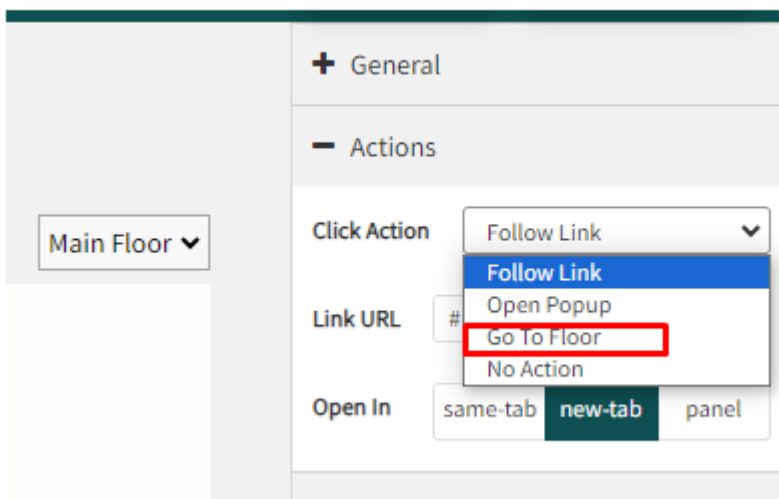 General
Actions
Main Floor
Click Action
Follow Link
Follow Link
Open Popup
Link URL
#
Go To Floor
No Action
Open In
same-tab
new-tab
panel